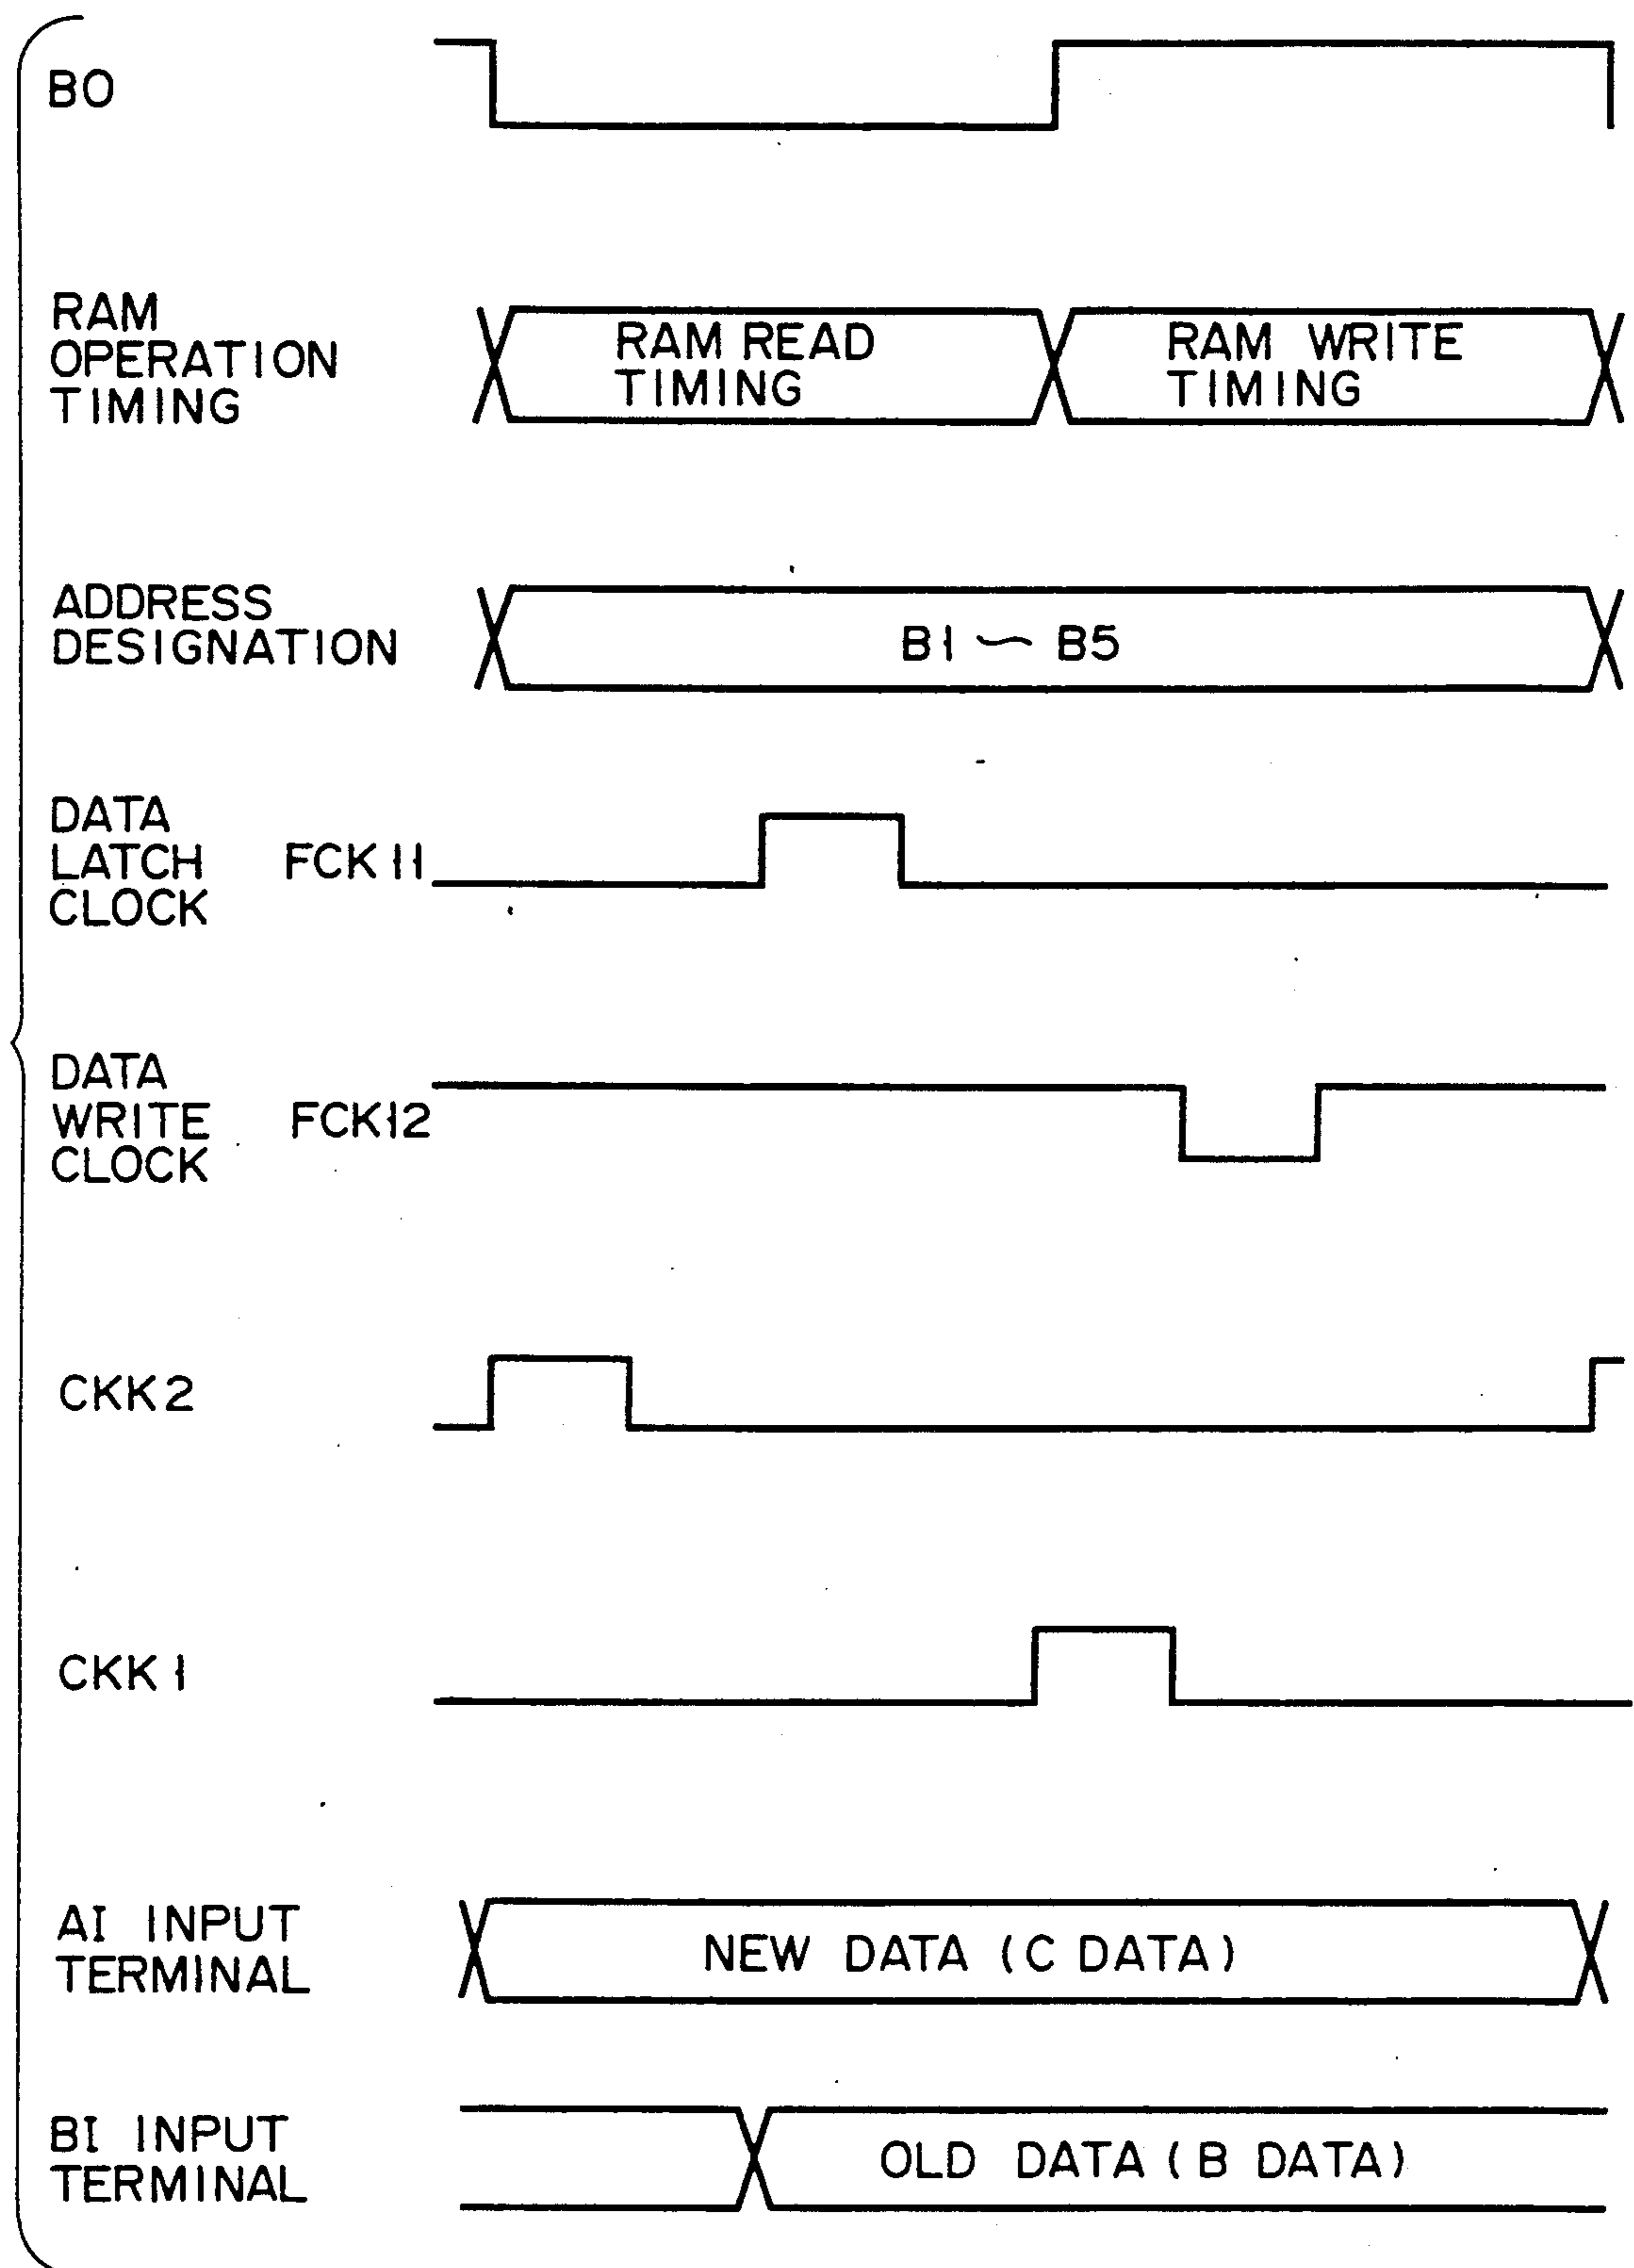 BO
RAM
OPERATION
TIMING
RAM READ
TIMING
RAM WRITE
TIMING
ADDRESS
DESIGNATION
B1 ~ B5
DATA
LATCH
CLOCK
FCK11
DATA
WRITE
CLOCK
FCK12
CKK2
CKK1
AI INPUT
TERMINAL
NEW DATA (C DATA)
BI INPUT
TERMINAL
OLD DATA (B DATA)